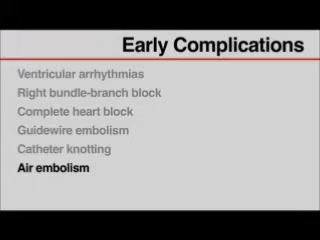 Early Complications
Ventricular arrhythmias
Right bundle-branch block
Complete heart block
Guidewire embolism
Catheter knotting
Air embolism